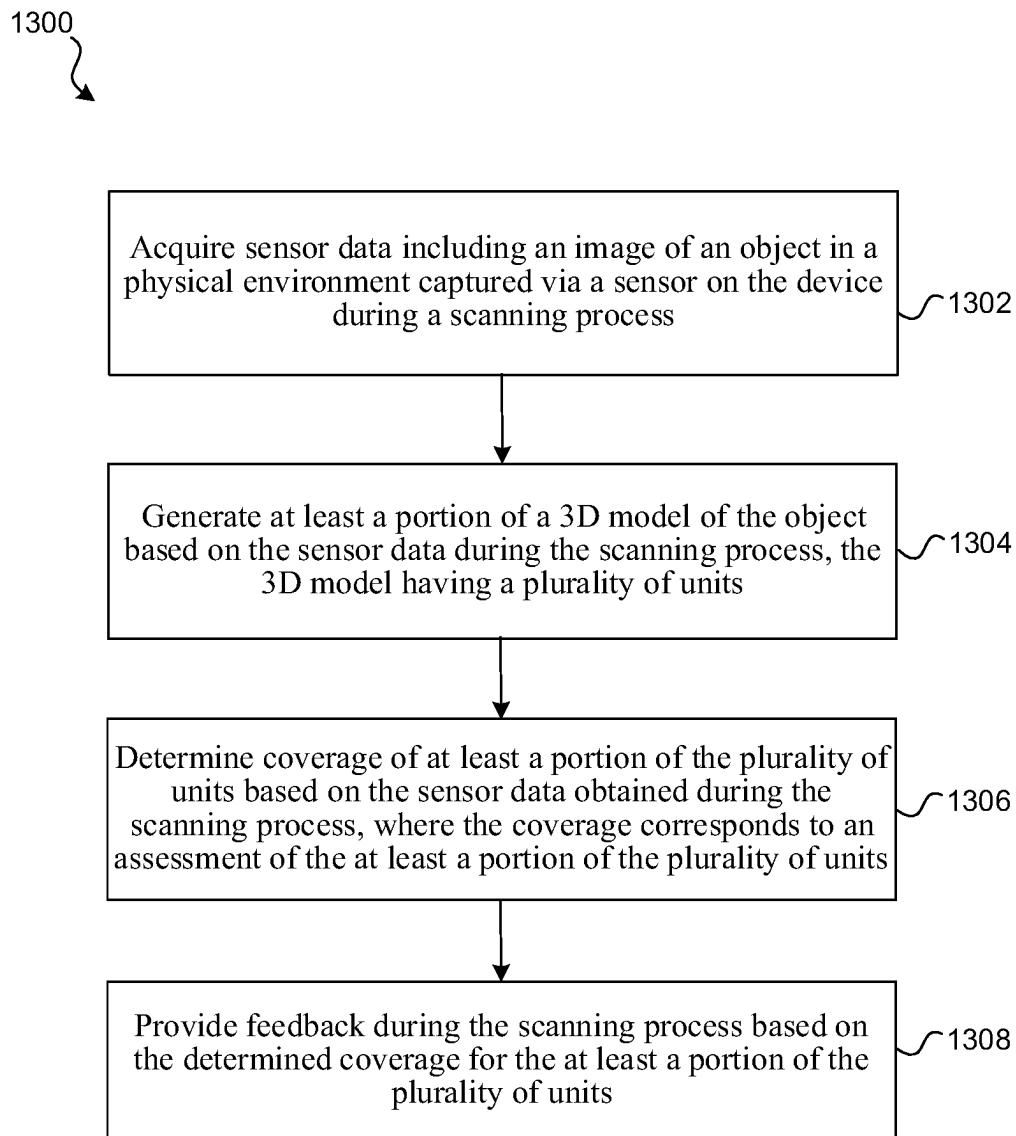 1300
Acquire sensor data including an image of an object in a
physical environment captured via a sensor on the device
during a scanning process
1302
Generate at least a portion of a 3D model of the object
based on the sensor data during the scanning process, the
3D model having a plurality of units
1304
Determine coverage of at least a portion of the plurality of
units based on the sensor data obtained during the
scanning process, where the coverage corresponds to an
assessment of the at least a portion of the plurality of units
1306
Provide feedback during the scanning process based on
the determined coverage for the at least a portion of the
plurality of units
1308